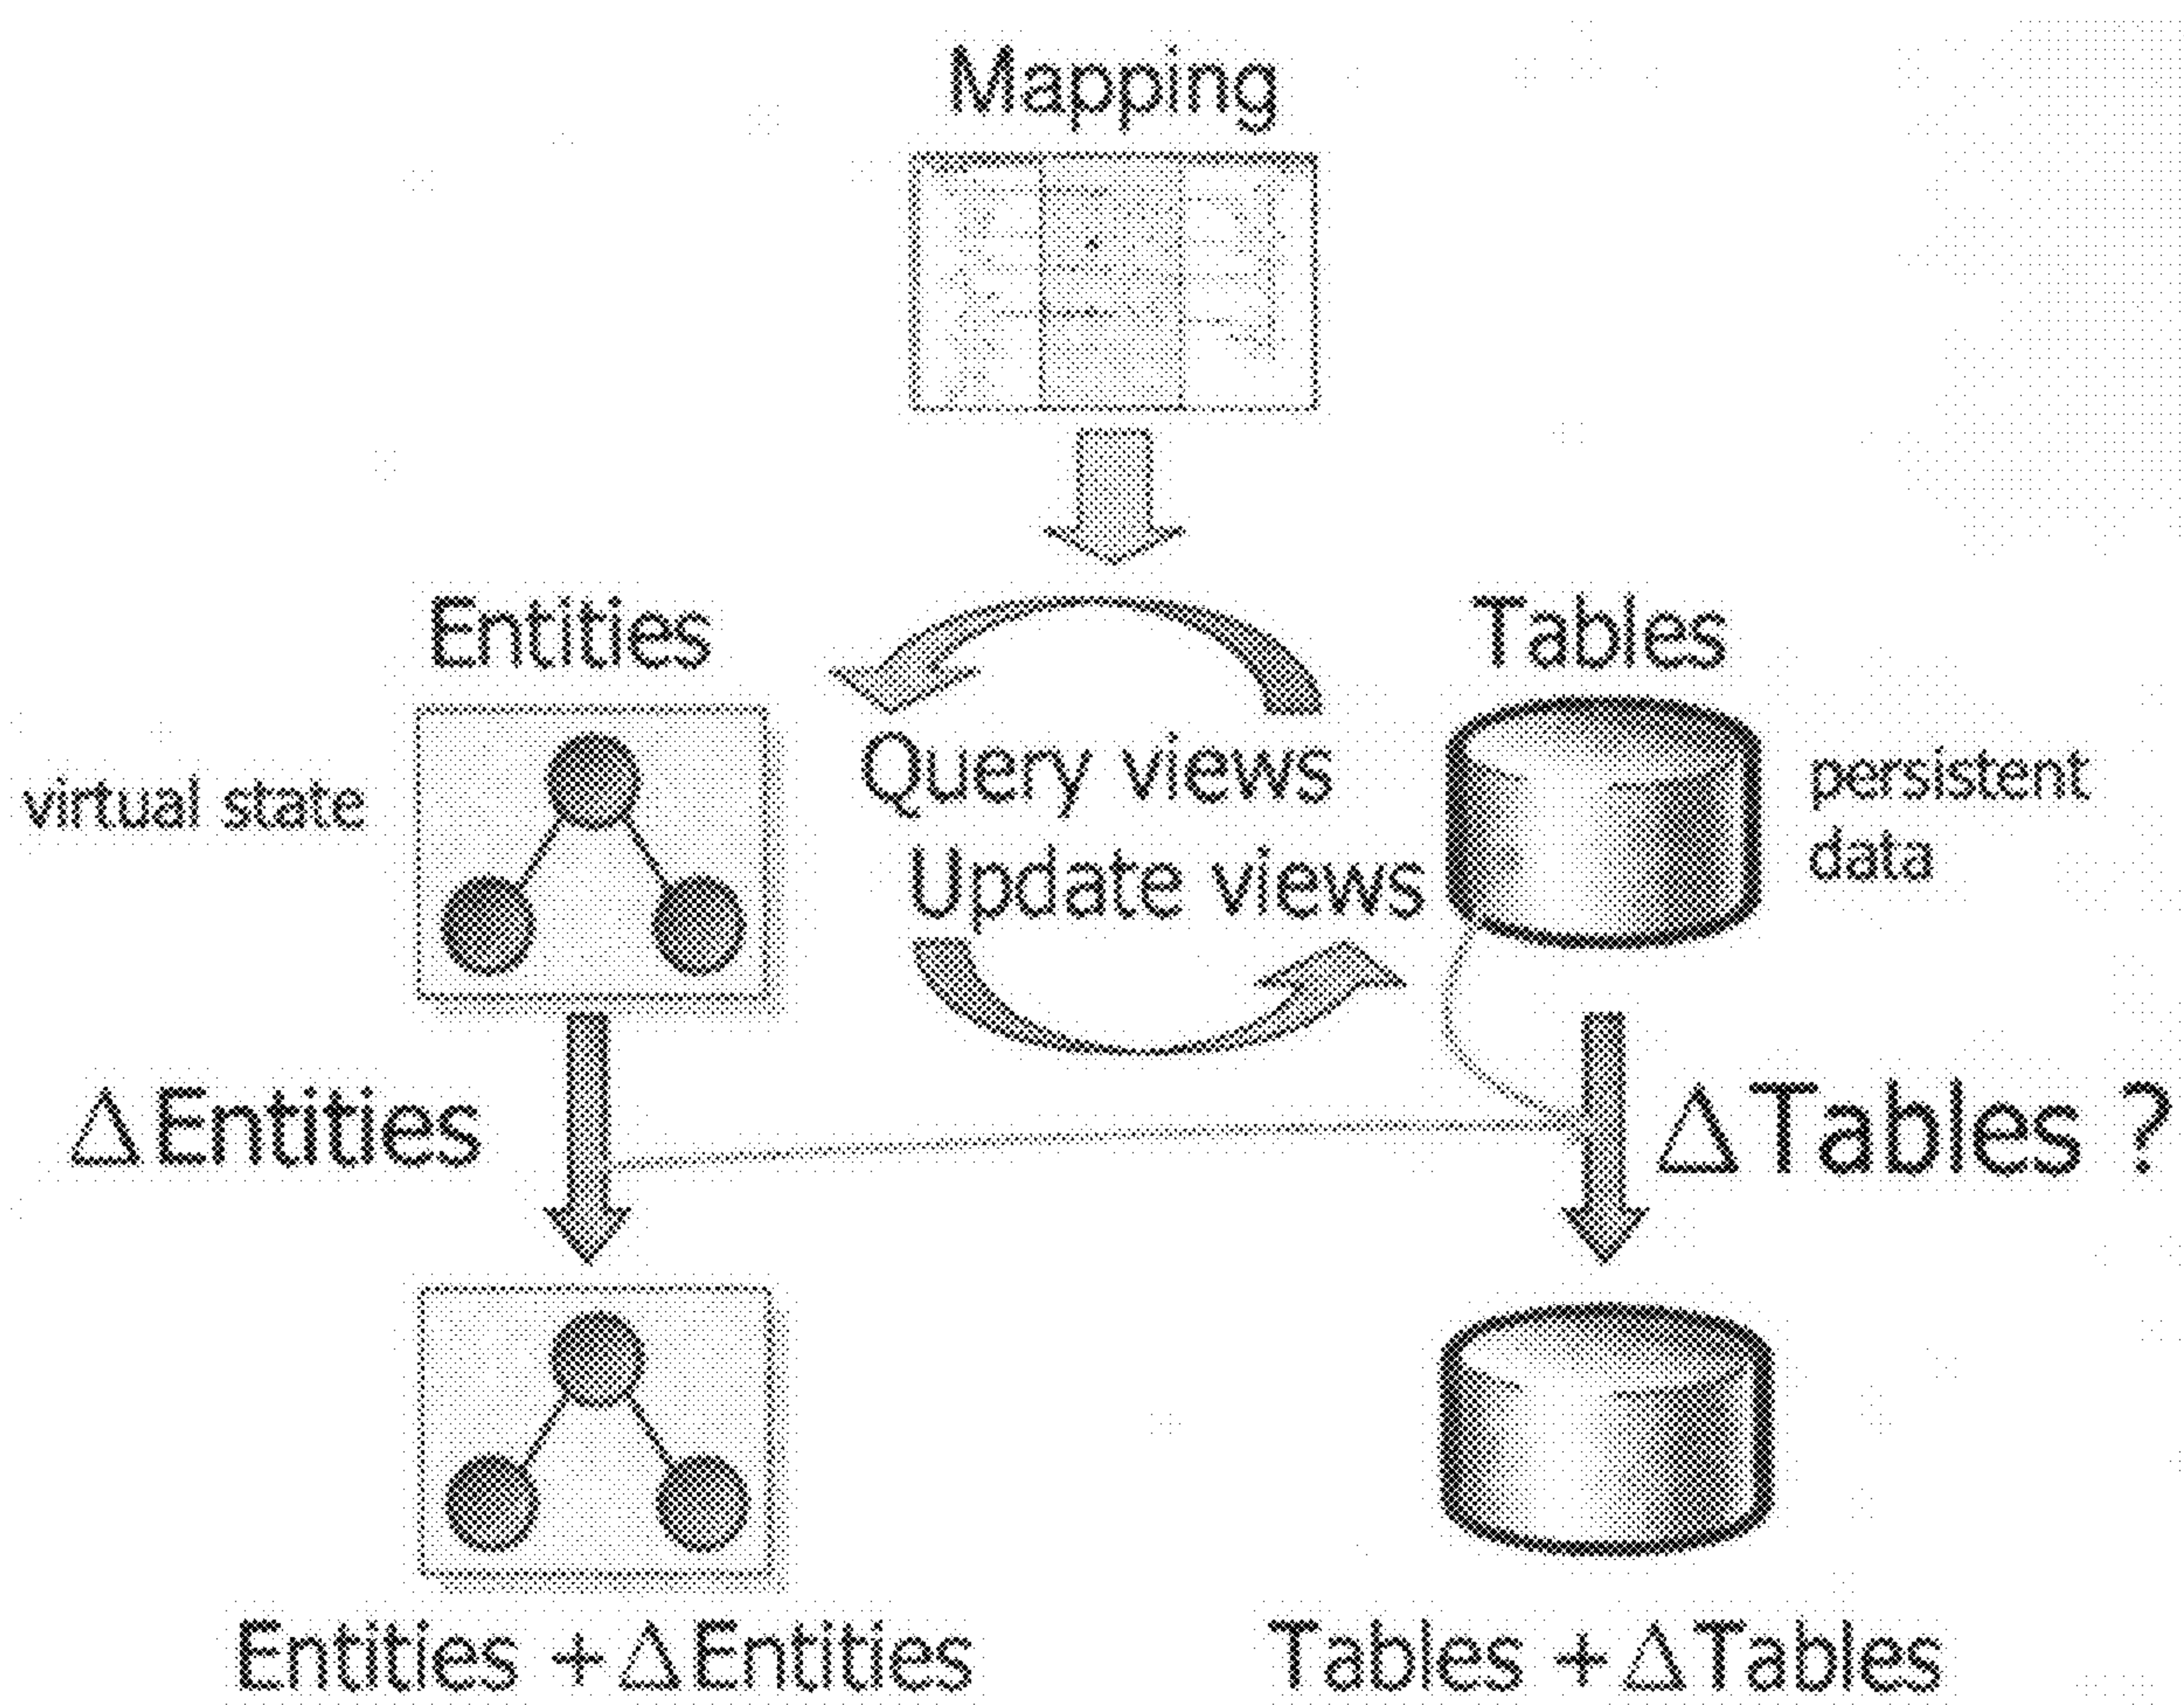 Mapping
Entities
Tables
virtual state
Query views
Update views
persistent
data
ΔEntities
ΔTables ?
Entities + ΔEntities
Tables + ΔTables